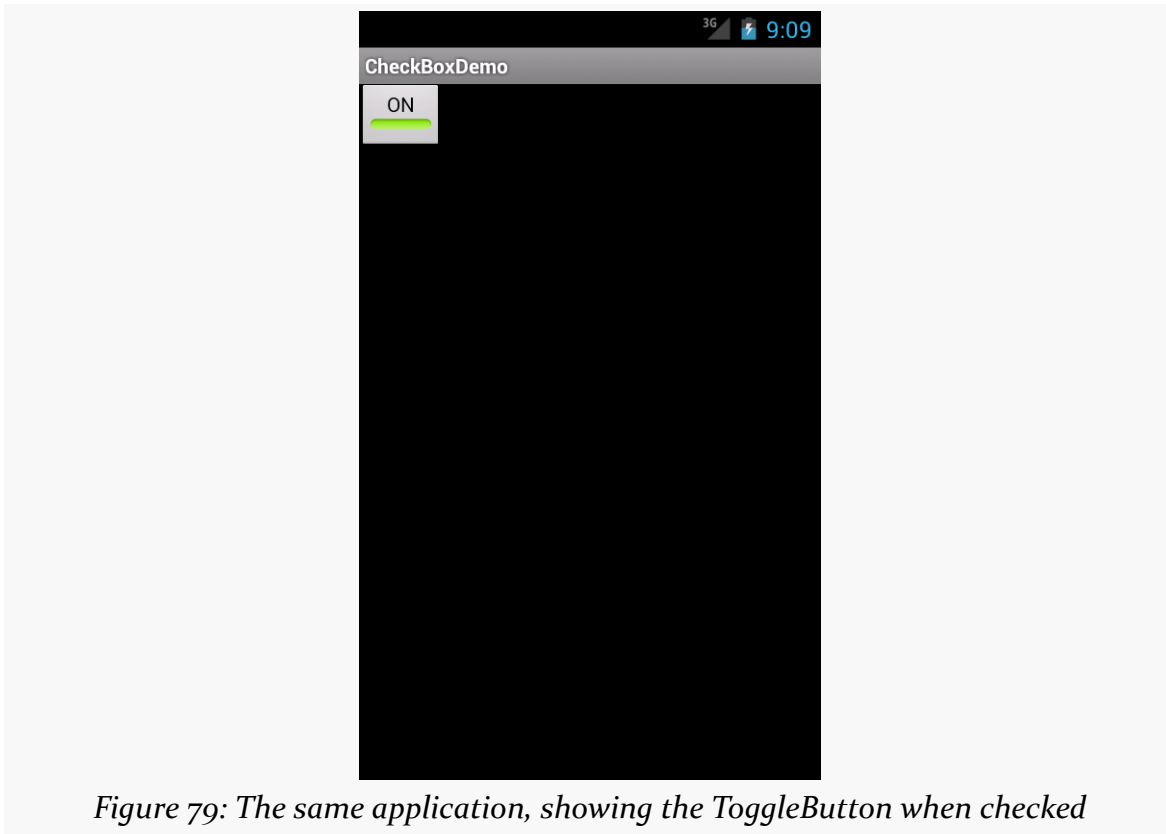 3G 9:09
CheckBoxDemo
ON
Figure 79: The same application, showing the ToggleButton when checked